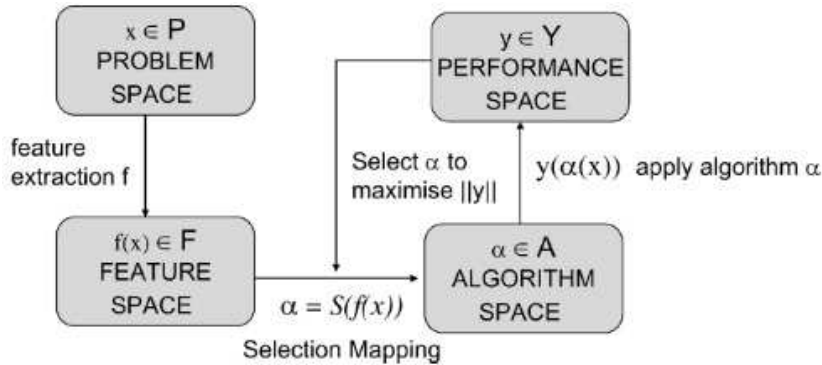 x ∈ P
PROBLEM
SPACE
y ∈ Y
PERFORMANCE
SPACE
feature
extraction f
Select α to
maximise ||y||
y(α(x)) apply algorithm α
f(x) ∈ F
FEATURE
SPACE
α = S(f(x))
Selection Mapping
α ∈ A
ALGORITHM
SPACE